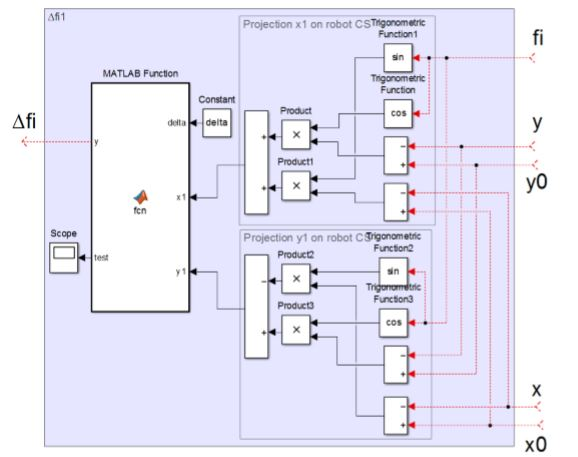 Δfi1
Projection x1 on robot CS
Trigonometric
Function1
sin
fi
MATLAB Function
Trigonometric
Function
Constant
Product
cos
y
Δfi
y
delta
delta
+
×
−
+
y0
Product1
x1
fcn
+
×
−
+
Projection y1 on robot CS
Trigonometric
Function2
Scope
Product2
sin
test
y1
−
×
Trigonometric
Function3
Product3
cos
+
×
−
+
x
−
+
x0